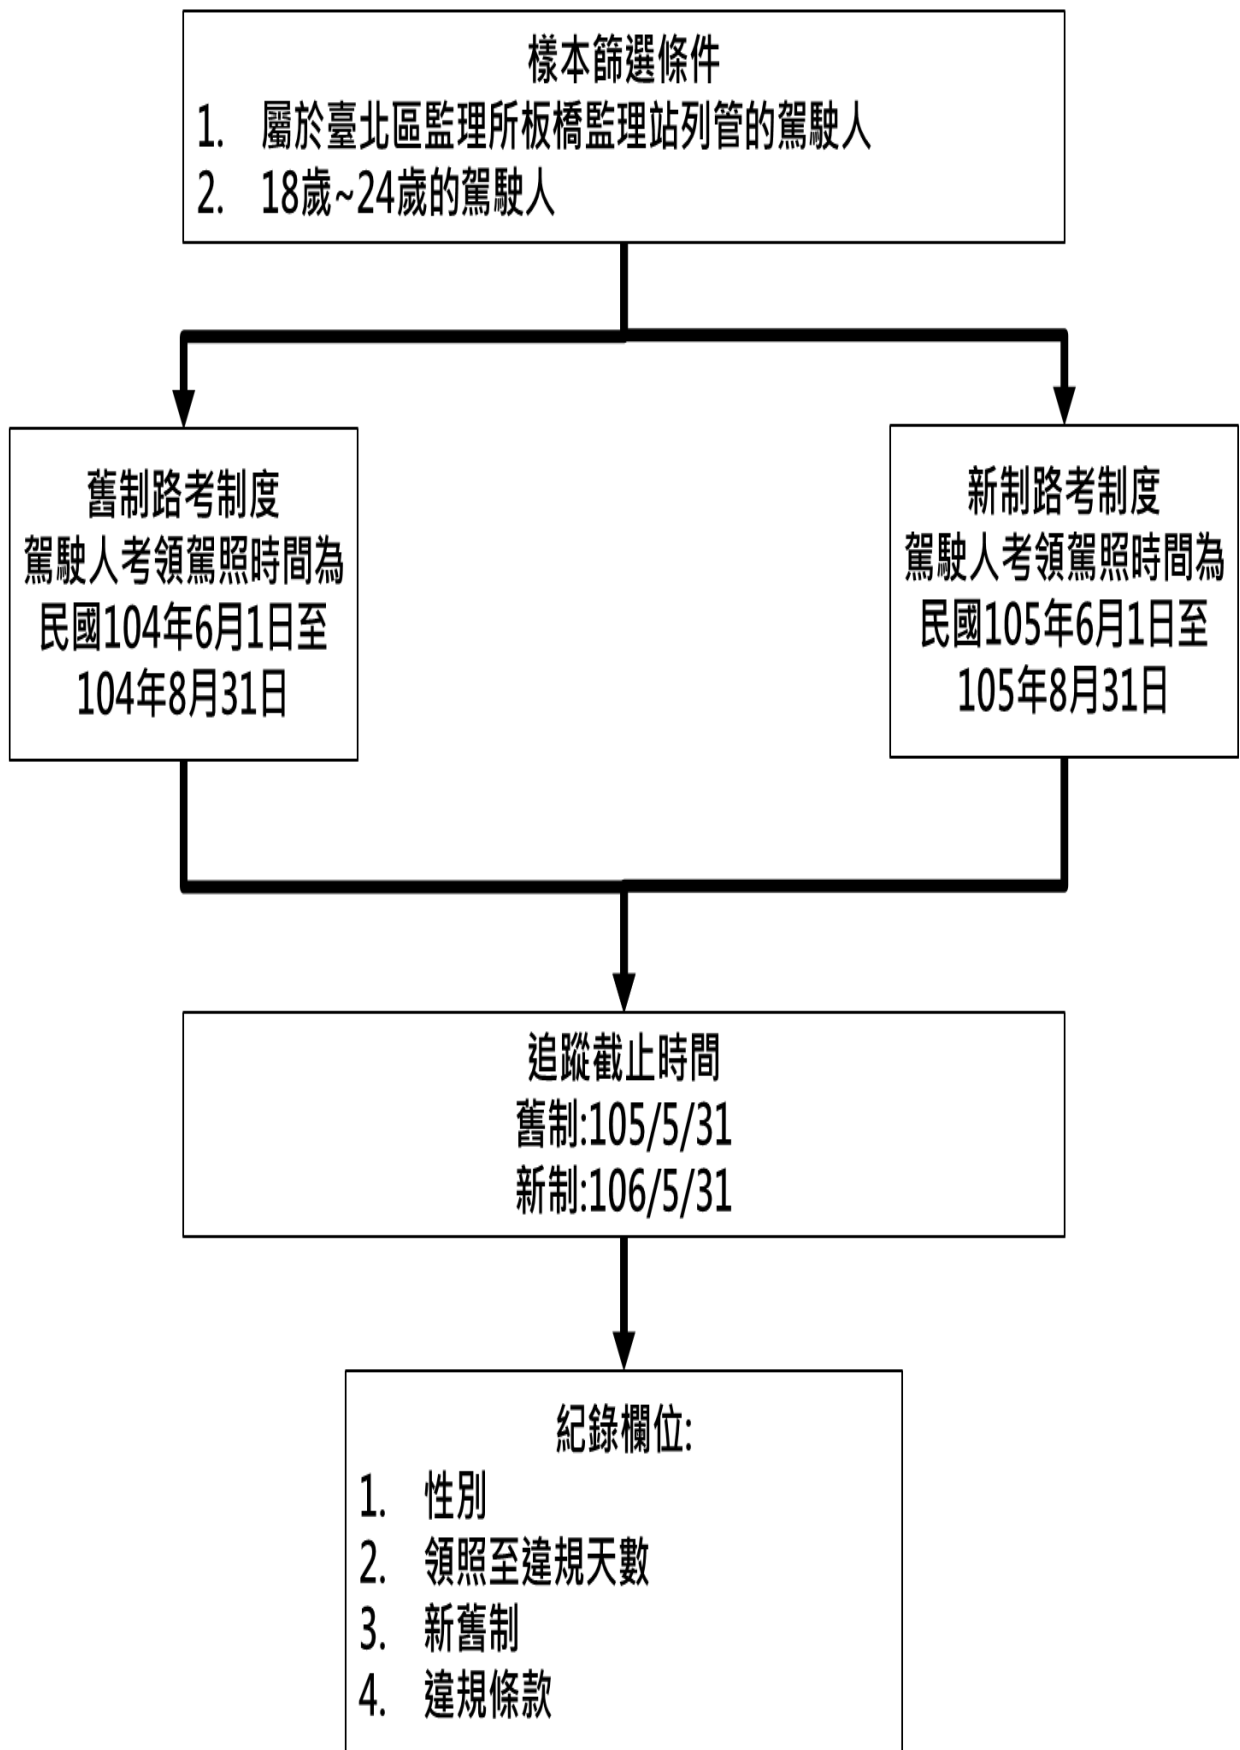 樣本篩選條件
1. 屬於臺北區監理所板橋監理站列管的駕駛人
2. 18歲~24歲的駕駛人
舊制路考制度
駕駛人考領駕照時間為
民國104年6月1日至
104年8月31日
新制路考制度
駕駛人考領駕照時間為
民國105年6月1日至
105年8月31日
追蹤截止時間
舊制:105/5/31
新制:106/5/31
紀錄欄位:
1. 性別
2. 領照至違規天數
3. 新舊制
4. 違規條款